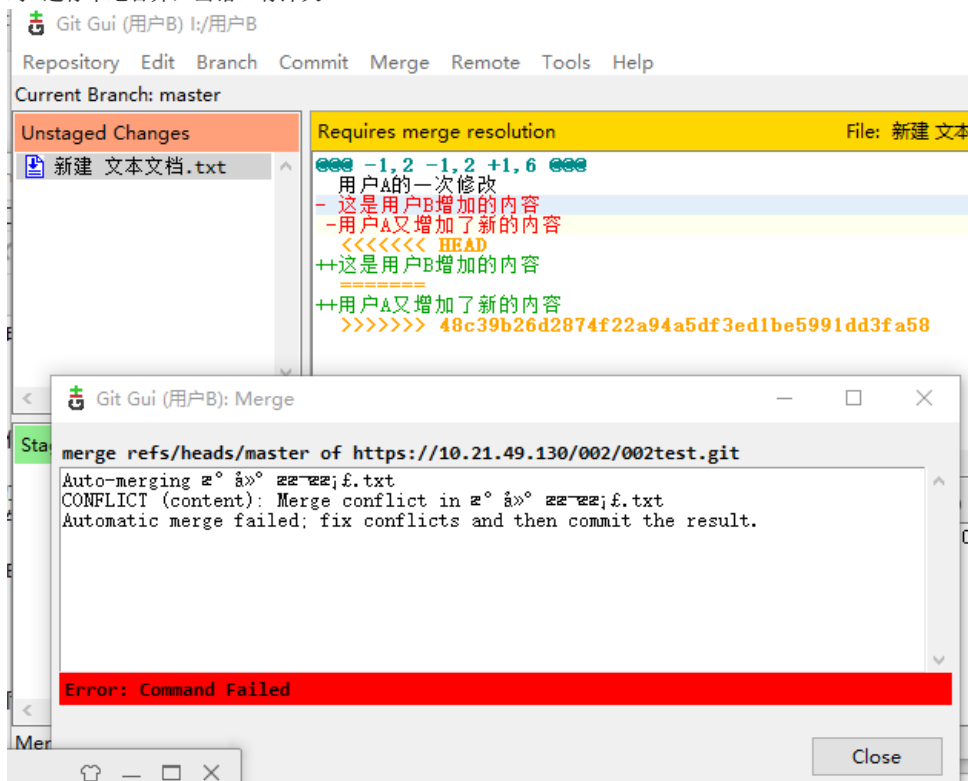 Git Gui (用户B) I:/用户B
Repository Edit Branch Commit Merge Remote Tools Help
Current Branch: master
Unstaged Changes
Requires merge resolution File: 新建 文本
新建 文本文档.txt
@@@ -1,2 -1,2 +1,6 @@@
用户A的一次修改
- 这是用户B增加的内容
-用户A又增加了新的内容
<<<<<<< HEAD
++这是用户B增加的内容
=======
++用户A又增加了新的内容
>>>>>>> 48c39b26d2874f22a94a5df3ed1be5991dd3fa58
Git Gui (用户B): Merge
Sta
merge refs/heads/master of https://10.21.49.130/002/002test.git
Auto-merging .txt
CONFLICT (content): Merge conflict in .txt
Automatic merge failed; fix conflicts and then commit the result.
Error: Command Failed
Mer
Close